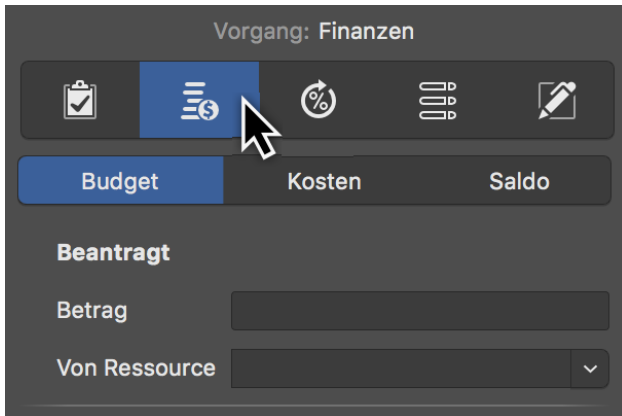 Vorgang: Finanzen
Budget Kosten Saldo
Beantragt
Betrag
Von Ressource